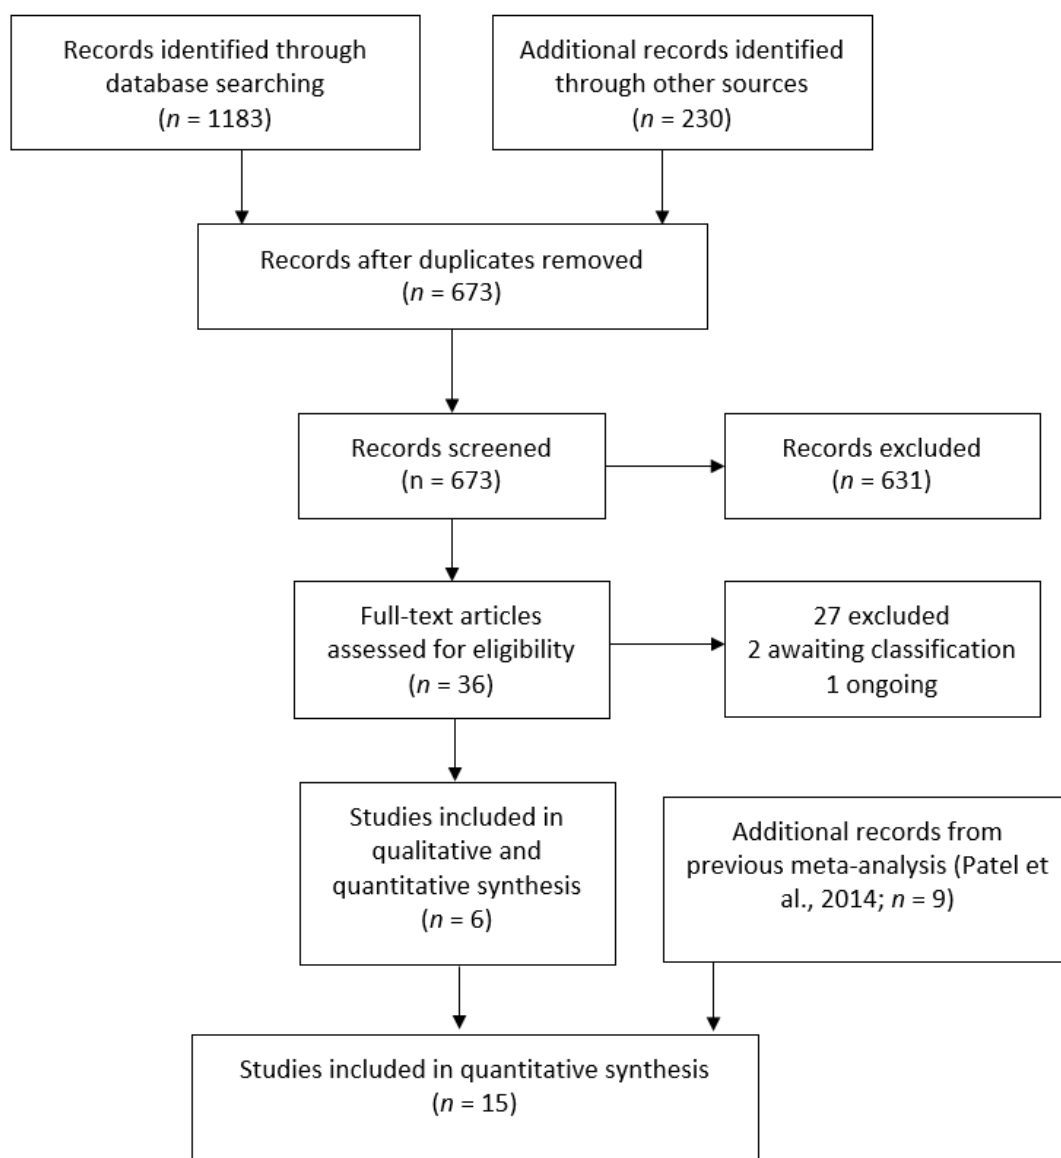 Records identified through
database searching
(n = 1183)
Additional records identified
through other sources
(n = 230)
Records after duplicates removed
(n = 673)
Records screened
(n = 673)
Records excluded
(n = 631)
Full-text articles
assessed for eligibility
(n = 36)
27 excluded
2 awaiting classification
1 ongoing
Studies included in
qualitative and
quantitative synthesis
(n = 6)
Additional records from
previous meta-analysis (Patel et
al., 2014; n = 9)
Studies included in quantitative synthesis
(n = 15)